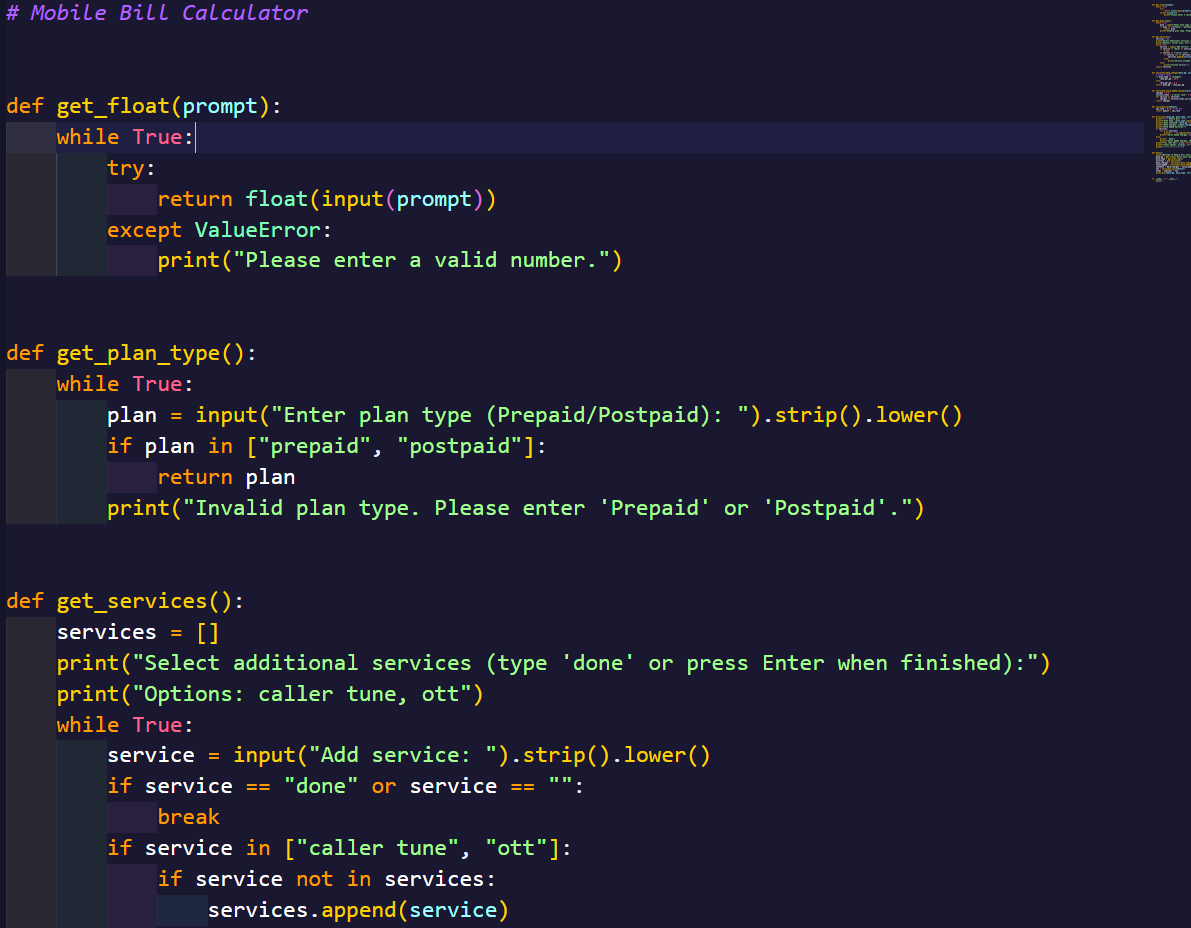 # Mobile Bill Calculator
def get_float(prompt):
    while True:
        try:
            return float(input(prompt))
        except ValueError:
            print("Please enter a valid number.")
def get_plan_type():
    while True:
        plan = input("Enter plan type (Prepaid/Postpaid): ").strip().lower()
        if plan in ["prepaid", "postpaid"]:
            return plan
        print("Invalid plan type. Please enter 'Prepaid' or 'Postpaid'.")
def get_services():
    services = []
    print("Select additional services (type 'done' or press Enter when finished):")
    print("Options: caller tune, ott")
    while True:
        service = input("Add service: ").strip().lower()
        if service == "done" or service == "":
            break
        if service in ["caller tune", "ott"]:
            if service not in services:
                services.append(service)